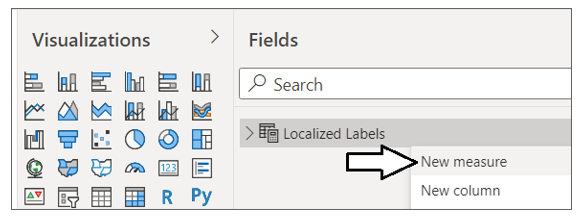 Visualizations
Fields
Search
Localized Labels
New measure
New column
123
R
Py